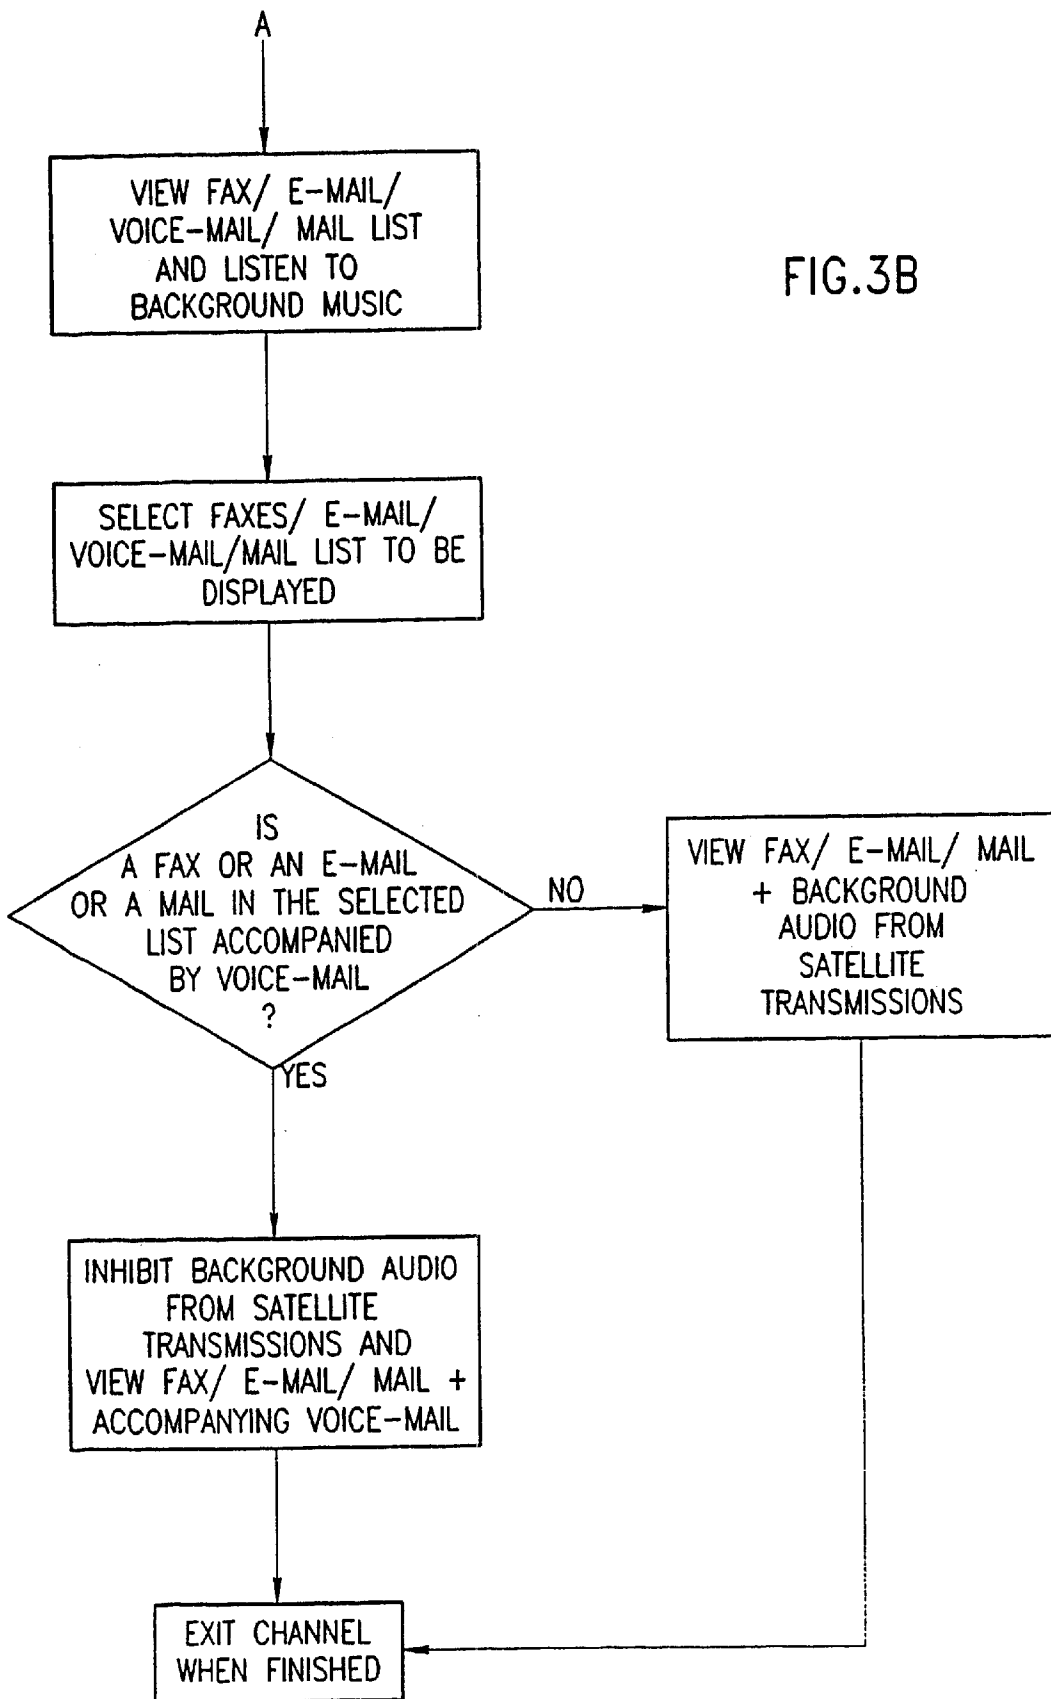 A
VIEW FAX/ E-MAIL/
VOICE-MAIL/ MAIL LIST
AND LISTEN TO
BACKGROUND MUSIC
FIG.3B
SELECT FAXES/ E-MAIL/
VOICE-MAIL/MAIL LIST TO BE
DISPLAYED
IS
A FAX OR AN E-MAIL
OR A MAIL IN THE SELECTED
LIST ACCOMPANIED
BY VOICE-MAIL
?
NO
VIEW FAX/ E-MAIL/ MAIL
+ BACKGROUND
AUDIO FROM
SATELLITE
TRANSMISSIONS
YES
INHIBIT BACKGROUND AUDIO
FROM SATELLITE
TRANSMISSIONS AND
VIEW FAX/ E-MAIL/ MAIL +
ACCOMPANYING VOICE-MAIL
EXIT CHANNEL
WHEN FINISHED